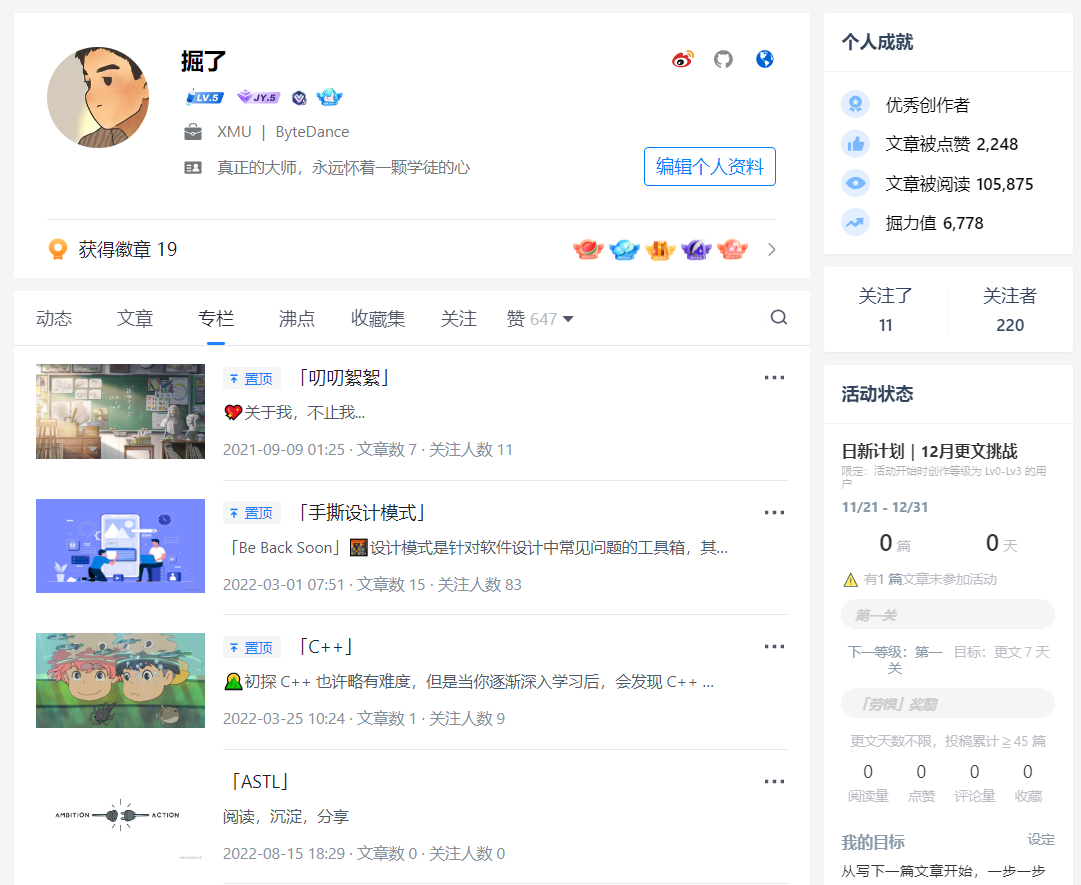 掘了
LV.5 JY.5
XMU | ByteDance
真正的大师，永远怀着一颗学徒的心
编辑个人资料
获得徽章 19
动态 文章 专栏 沸点 收藏集 关注 赞 647
置顶 「叨叨絮絮」
关于我，不止我...
2021-09-09 01:25 · 文章数 7 · 关注人数 11
置顶 「手撕设计模式」
「Be Back Soon」设计模式是针对软件设计中常见问题的工具箱，其...
2022-03-01 07:51 · 文章数 15 · 关注人数 83
置顶 「C++」
初探 C++ 也许略有难度，但是当你逐渐深入学习后，会发现 C++ ...
2022-03-25 10:24 · 文章数 1 · 关注人数 9
AMBITION ACTION
「ASTL」
阅读，沉淀，分享
2022-08-15 18:29 · 文章数 0 · 关注人数 0
个人成就
优秀创作者
文章被点赞 2,248
文章被阅读 105,875
掘力值 6,778
关注了 关注者
11 220
活动状态
日新计划 | 12月更文挑战
限定：活动开始时创作等级为 Lv0-Lv3 的用
户
11/21 - 12/31
0 篇 0 天
有1 篇文章未参加活动
第一关
下一等级：第一 目标：更文 7 天
关
「劳模」奖励
更文天数不限，投稿累计 ≥ 45 篇
0 0 0 0
阅读量 点赞 评论量 收藏
我的目标 设定
从写下一篇文章开始，一步一步